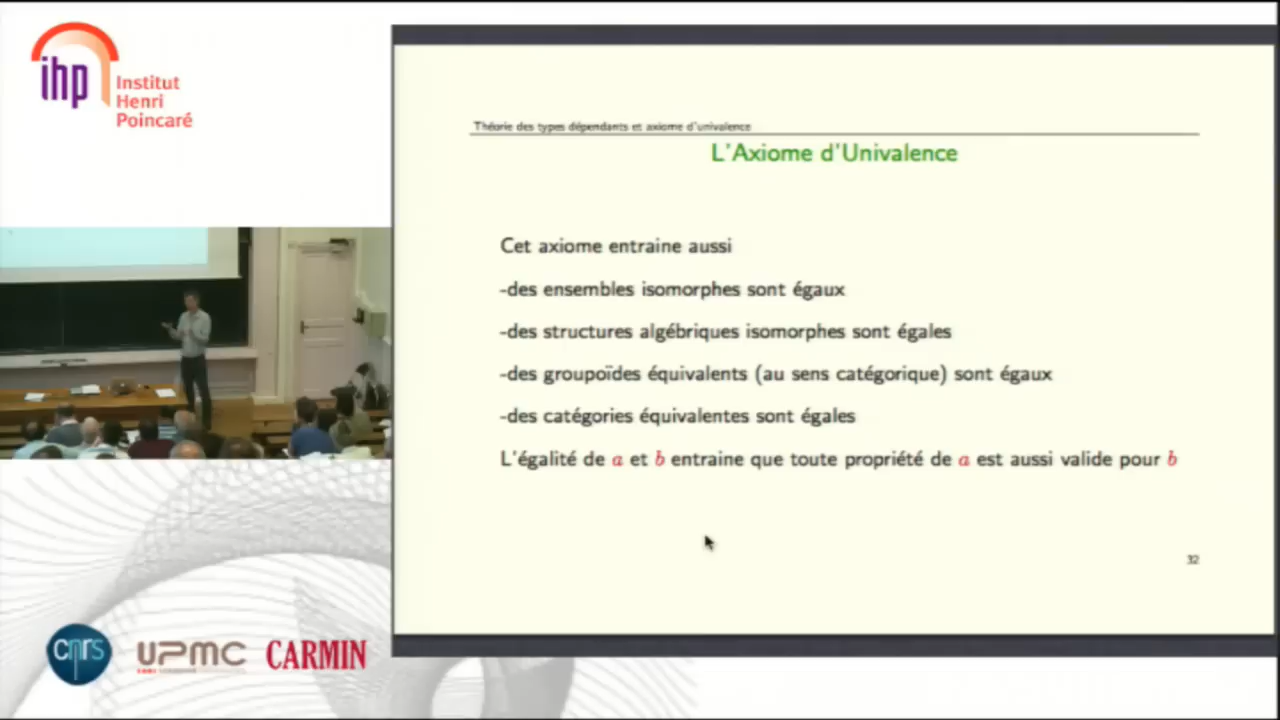 ihp
Institut
Henri
Poincaré
Théorie des types dépendants et axiome d'univalence
L'Axiome d'Univalence
Cet axiome entraine aussi
-des ensembles isomorphes sont égaux
-des structures algébriques isomorphes sont égales
-des groupoïdes équivalents (au sens catégorique) sont égaux
-des catégories équivalentes sont égales
L'égalité de a et b entraine que toute propriété de a est aussi valide pour b
32
cnrs
UPMC
CARMIN